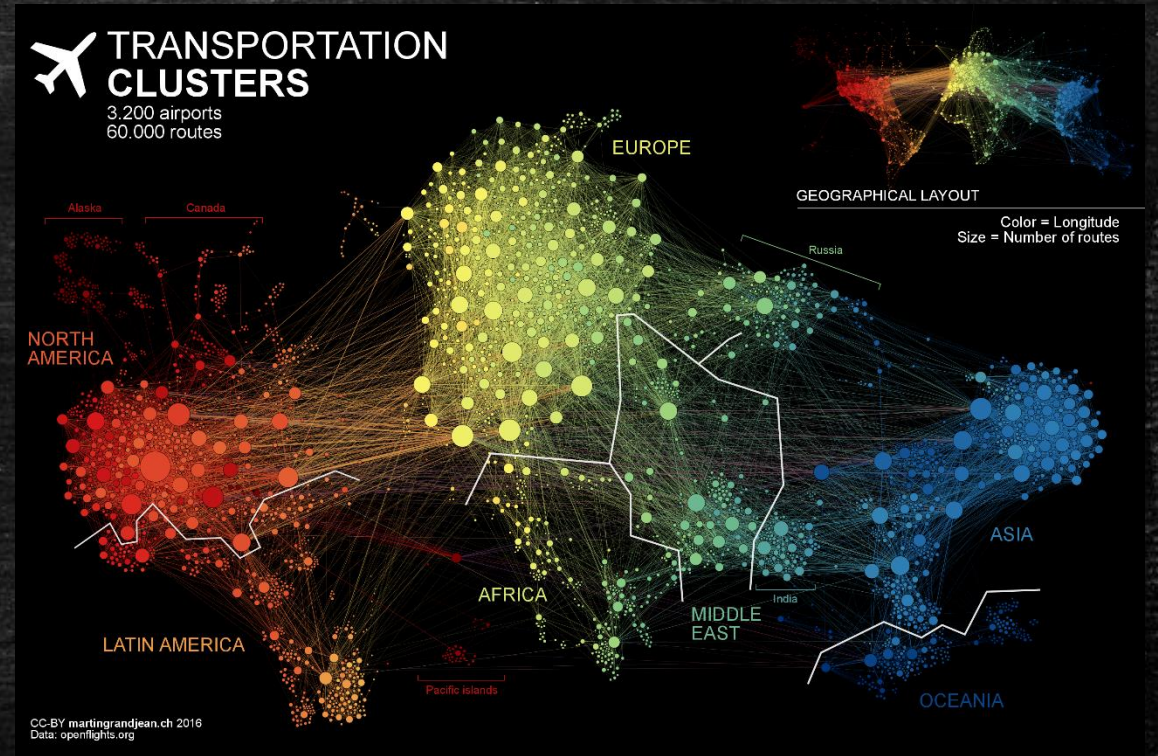 TRANSPORTATION
CLUSTERS
3.200 airports
60.000 routes
EUROPE
GEOGRAPHICAL LAYOUT
Color = Longitude
Size = Number of routes
Alaska
Canada
Russia
NORTH
AMERICA
ASIA
AFRICA
India
MIDDLE
EAST
LATIN AMERICA
Pacific islands
OCEANIA
CC-BY martingrandjean.ch 2016
Data: openflights.org